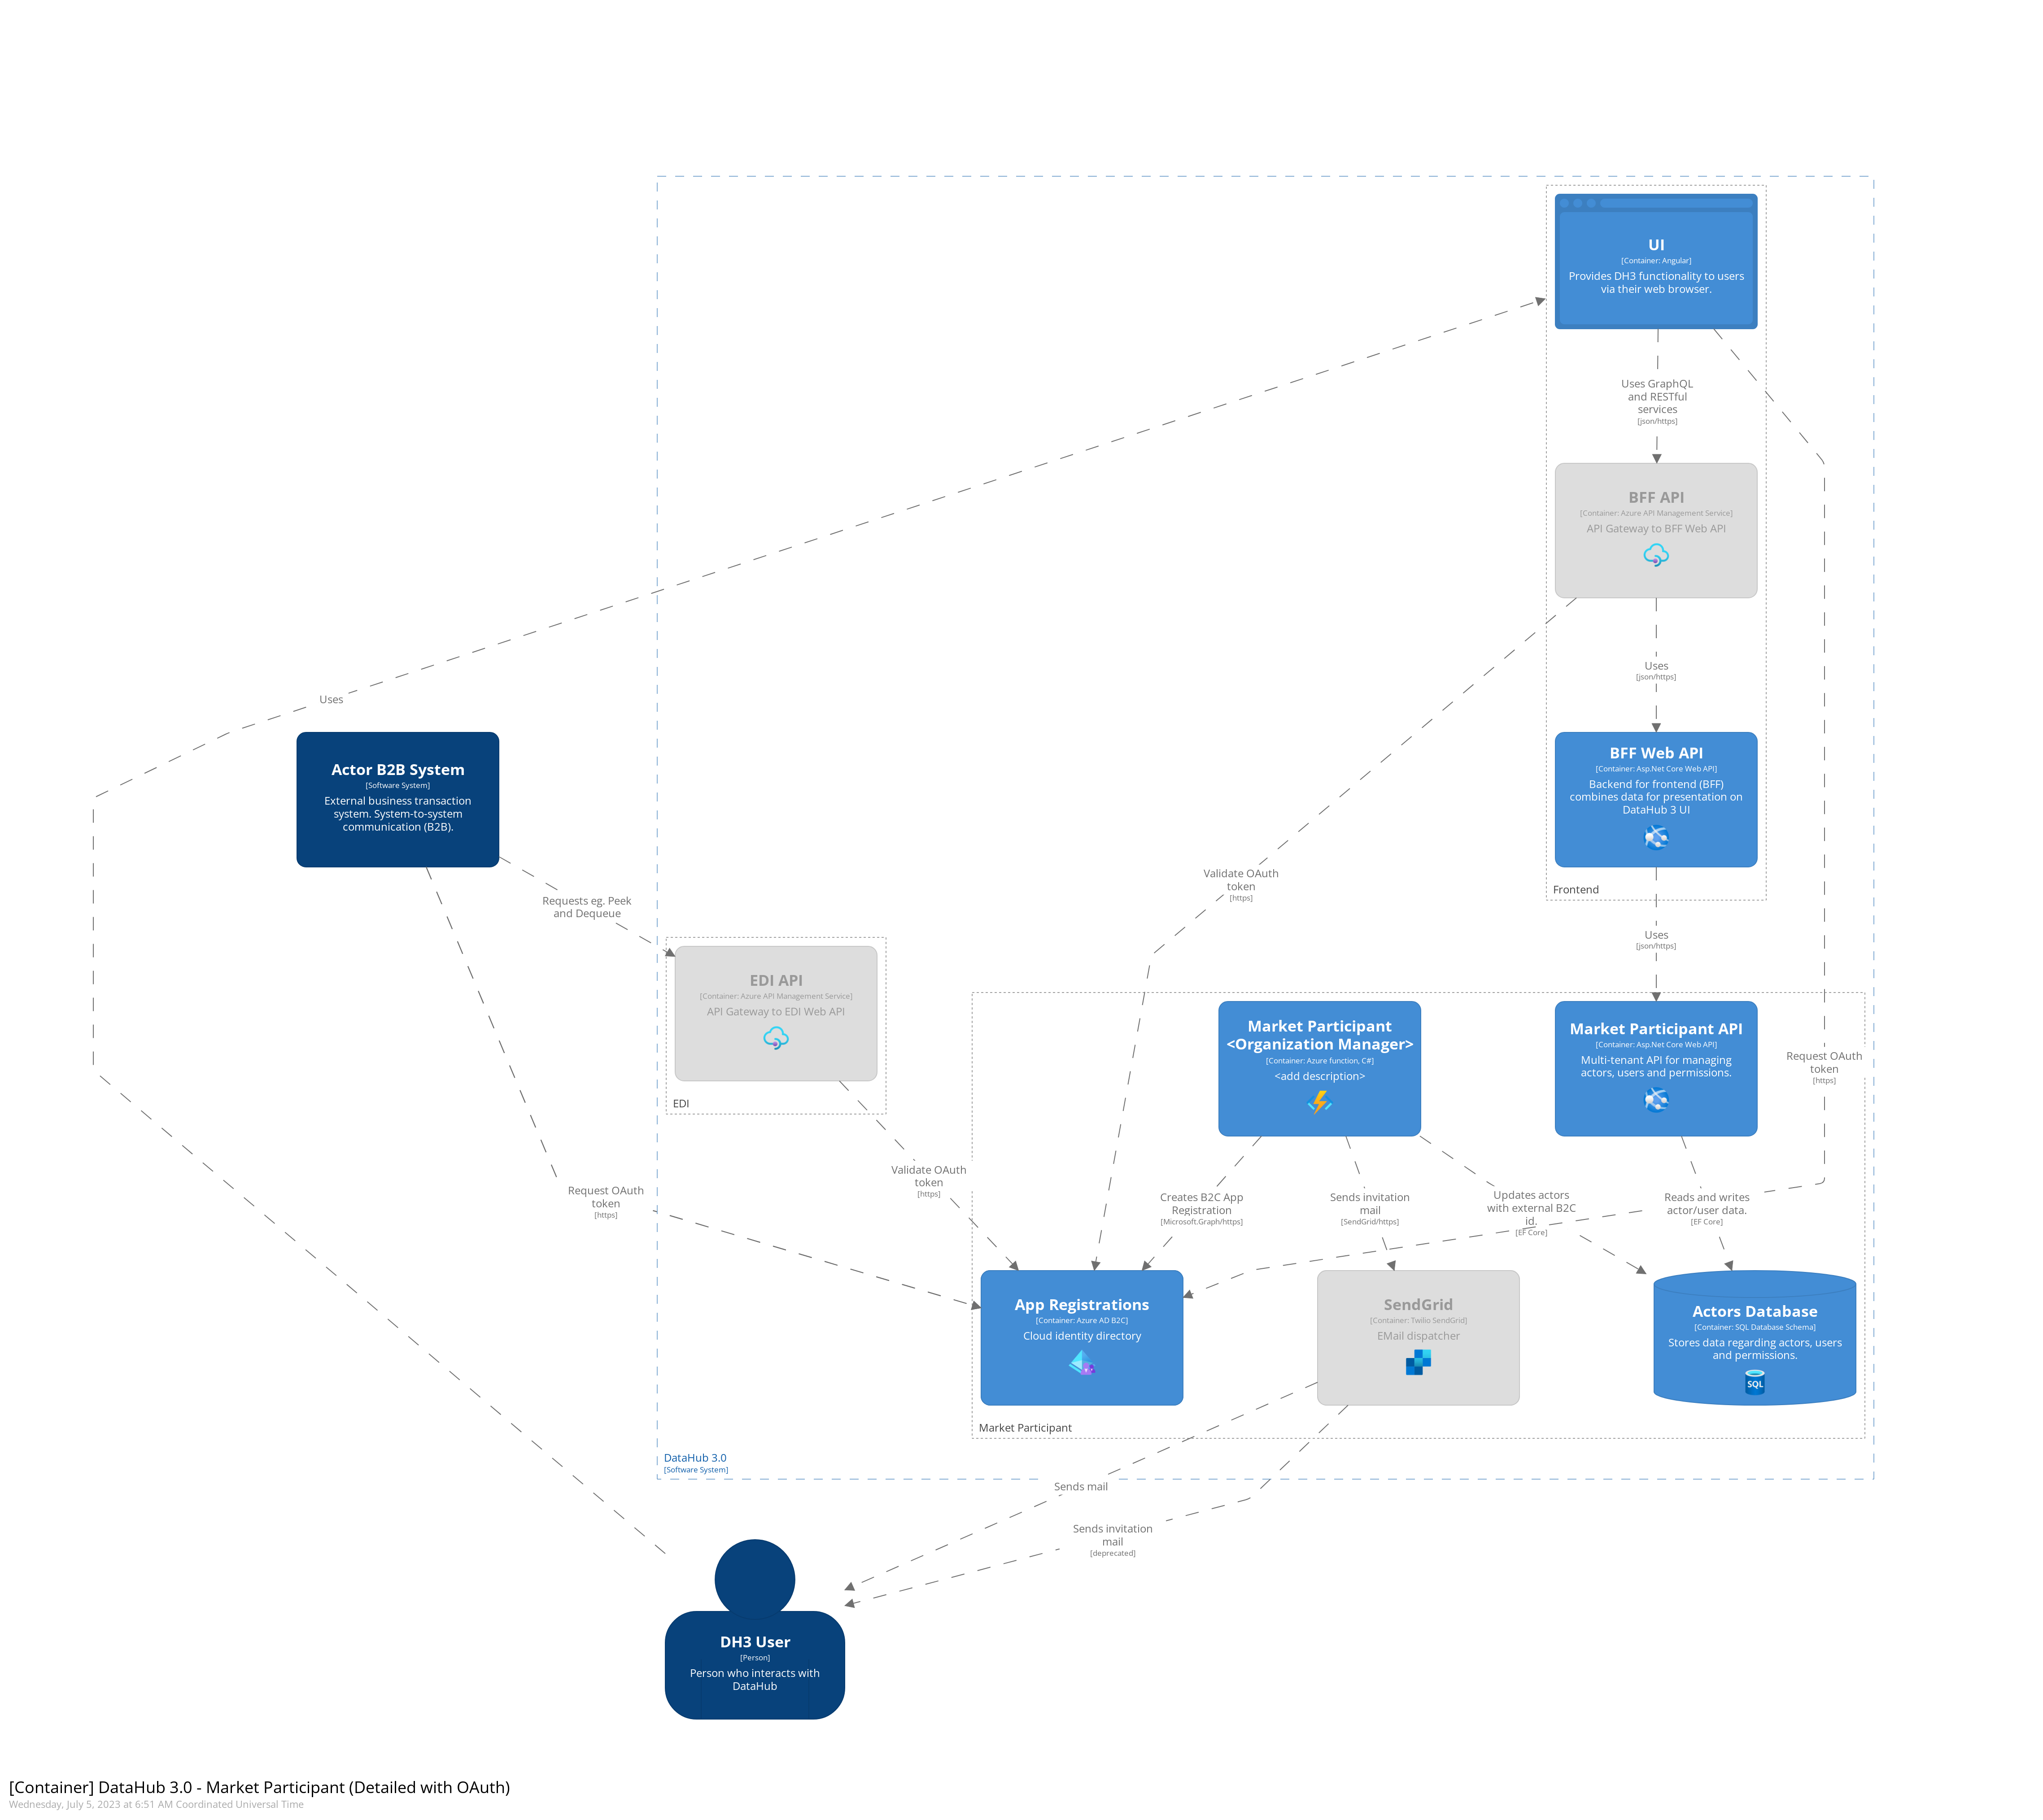 UI
[Container: Angular]
Provides DH3 functionality to users
via their web browser.
Uses GraphQL
and RESTful
services
[json/https]
BFF API
[Container: Azure API Management Service]
API Gateway to BFF Web API
Uses
[json/https]
Uses
Actor B2B System
[Software System]
External business transaction
system. System-to-system
communication (B2B).
BFF Web API
[Container: Asp.Net Core Web API]
Backend for frontend (BFF)
combines data for presentation on
DataHub 3 UI
Validate OAuth
token
[https]
Frontend
Requests eg. Peek
and Dequeue
Uses
[json/https]
EDI API
[Container: Azure API Management Service]
API Gateway to EDI Web API
EDI
Market Participant
<Organization Manager>
[Container: Azure function, C#]
<add description>
Market Participant API
[Container: Asp.Net Core Web API]
Multi-tenant API for managing
actors, users and permissions.
Request OAuth
token
[https]
Request OAuth
token
[https]
Validate OAuth
token
[https]
Creates B2C App
Registration
[Microsoft.Graph/https]
Sends invitation
mail
[SendGrid/https]
Updates actors
with external B2C
id.
[EF Core]
Reads and writes
actor/user data.
[EF Core]
App Registrations
[Container: Azure AD B2C]
Cloud identity directory
SendGrid
[Container: Twilio SendGrid]
EMail dispatcher
Actors Database
[Container: SQL Database Schema]
Stores data regarding actors, users
and permissions.
SQL
Market Participant
DataHub 3.0
[Software System]
Sends mail
Sends invitation
mail
[deprecated]
DH3 User
[Person]
Person who interacts with
DataHub
[Container] DataHub 3.0 - Market Participant (Detailed with OAuth)
Wednesday, July 5, 2023 at 6:51 AM Coordinated Universal Time